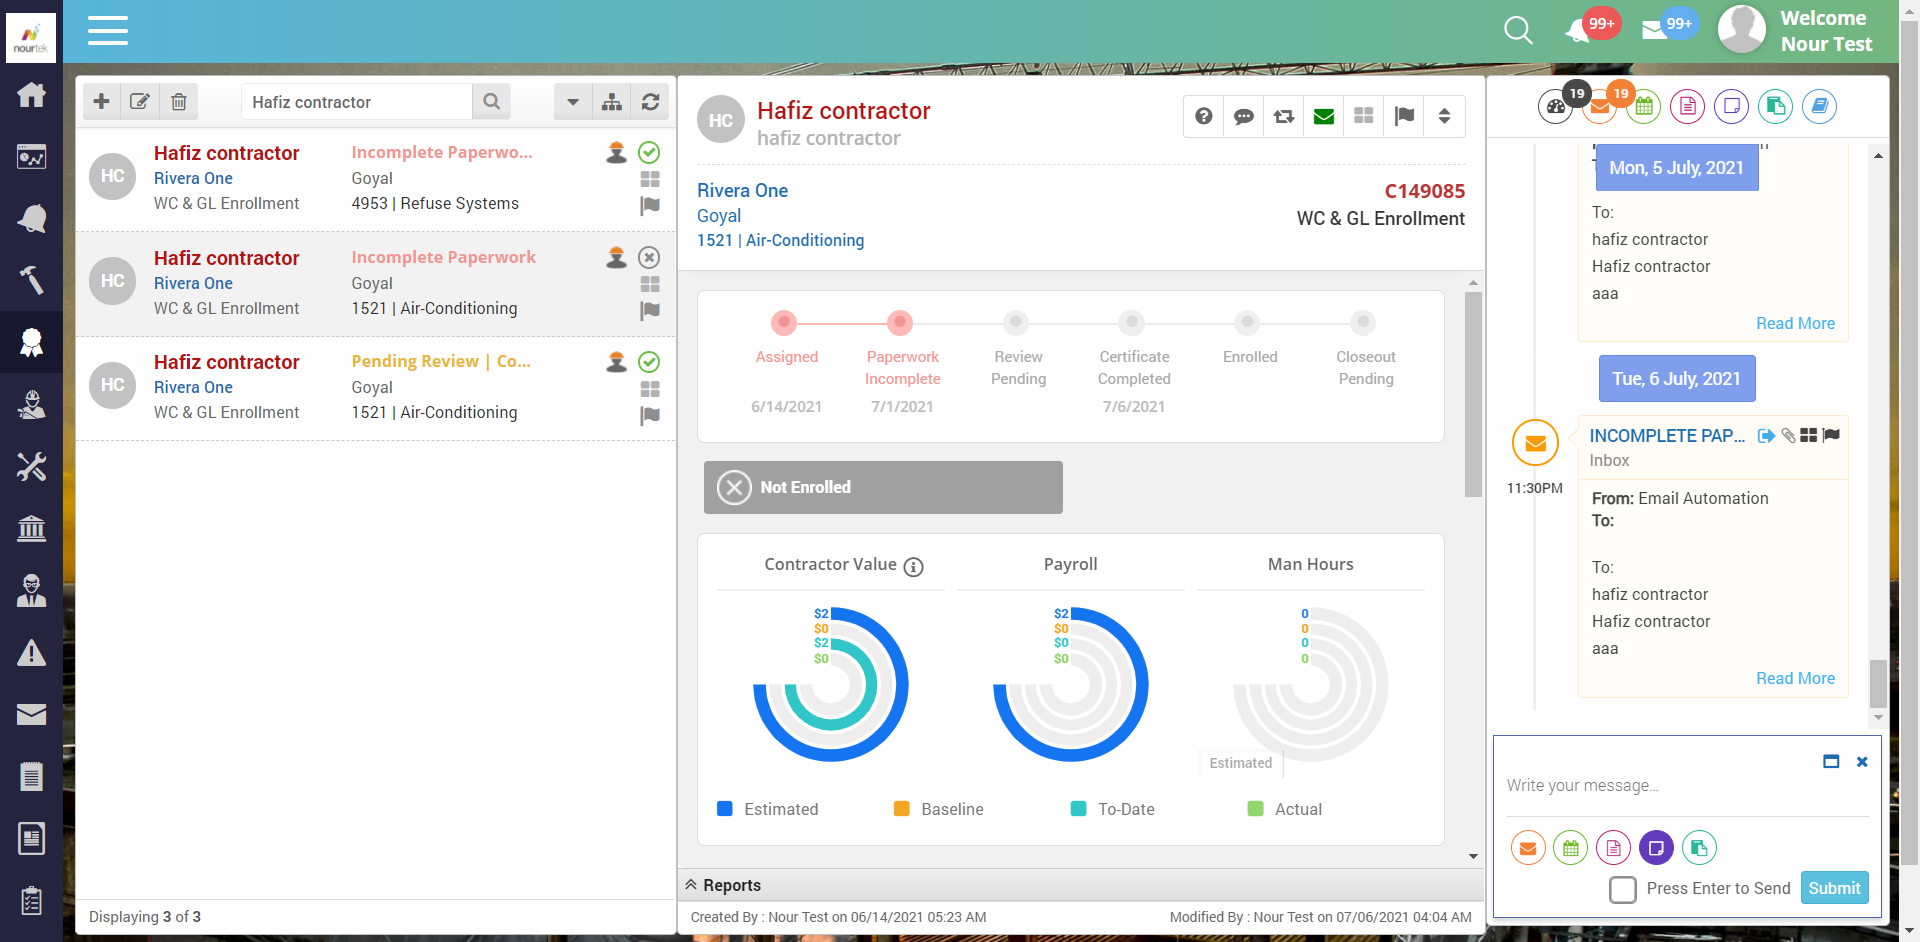 nourtek
99+
99+
Welcome
Nour Test
Hafiz contractor
HC
Hafiz contractor
Incomplete Paperwo...
Rivera One
Goyal
WC & GL Enrollment
4953 | Refuse Systems
HC
Hafiz contractor
Incomplete Paperwork
Rivera One
Goyal
WC & GL Enrollment
1521 | Air-Conditioning
HC
Hafiz contractor
Pending Review | Co...
Rivera One
Goyal
WC & GL Enrollment
1521 | Air-Conditioning
Displaying 3 of 3
HC
Hafiz contractor
hafiz contractor
Rivera One
C149085
Goyal
WC & GL Enrollment
1521 | Air-Conditioning
Assigned
6/14/2021
Paperwork
Incomplete
7/1/2021
Review
Pending
Certificate
Completed
7/6/2021
Enrolled
Closeout
Pending
Not Enrolled
Contractor Value
$2
$0
$2
$0
Payroll
$2
$0
$0
$0
Man Hours
0
0
0
0
Estimated
Estimated
Baseline
To-Date
Actual
Reports
Created By : Nour Test on 06/14/2021 05:23 AM
Modified By : Nour Test on 07/06/2021 04:04 AM
19
19
Mon, 5 July, 2021
To:
hafiz contractor
Hafiz contractor
aaa
Read More
Tue, 6 July, 2021
11:30PM
INCOMPLETE PAP...
Inbox
From: Email Automation
To:
To:
hafiz contractor
Hafiz contractor
aaa
Read More
Write your message...
Press Enter to Send
Submit